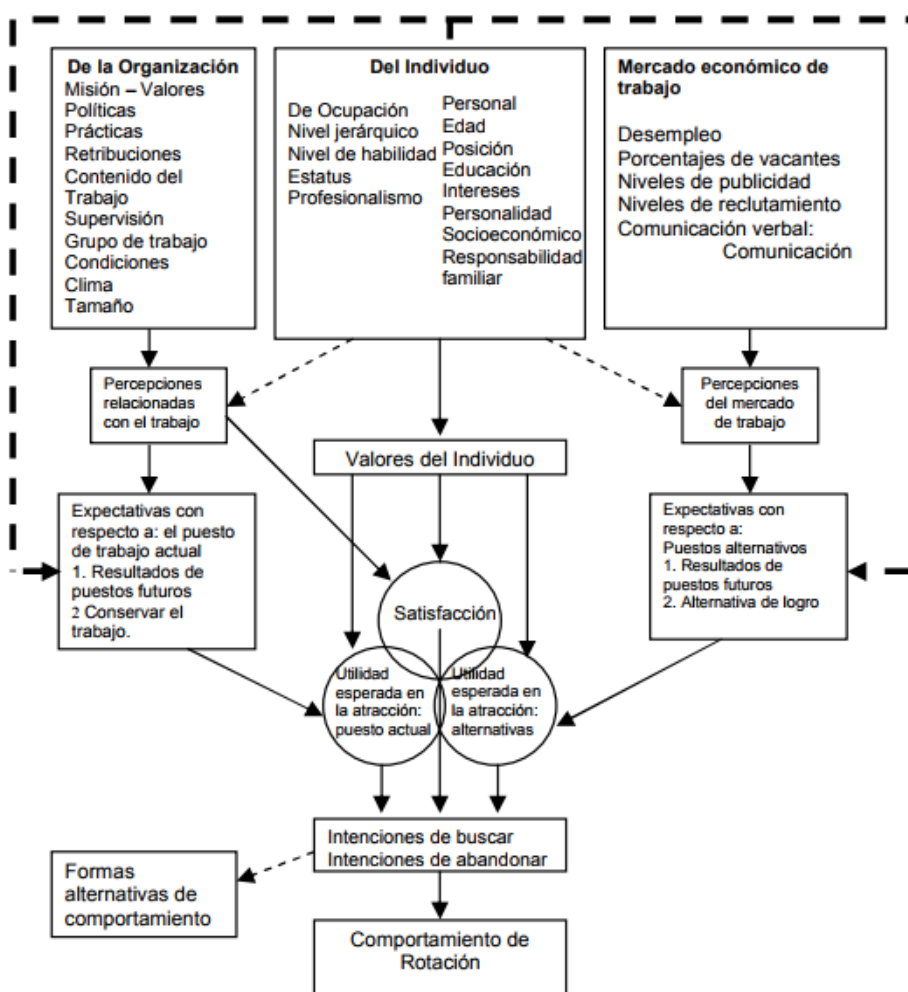 De la Organización
Misión – Valores
Políticas
Prácticas
Retribuciones
Contenido del
Trabajo
Supervisión
Grupo de trabajo
Condiciones
Clima
Tamaño
Del Individuo
De Ocupación
Nivel jerárquico
Nivel de habilidad
Estatus
Profesionalismo
Personal
Edad
Posición
Educación
Intereses
Personalidad
Socioeconómico
Responsabilidad
familiar
Mercado económico de
trabajo
Desempleo
Porcentajes de vacantes
Niveles de publicidad
Niveles de reclutamiento
Comunicación verbal:
Comunicación
Percepciones
relacionadas
con el trabajo
Percepciones
del mercado
de trabajo
Valores del Individuo
Expectativas con
respecto a: el puesto
de trabajo actual
1. Resultados de
puestos futuros
2 Conservar el
trabajo.
Expectativas con
respecto a:
Puestos alternativos
1. Resultados de
puestos futuros
2. Alternativa de logro
Satisfacción
Utilidad
esperada en
la atracción:
puesto actual
Utilidad
esperada en
la atracción:
alternativas
Intenciones de buscar
Intenciones de abandonar
Formas
alternativas de
comportamiento
Comportamiento de
Rotación